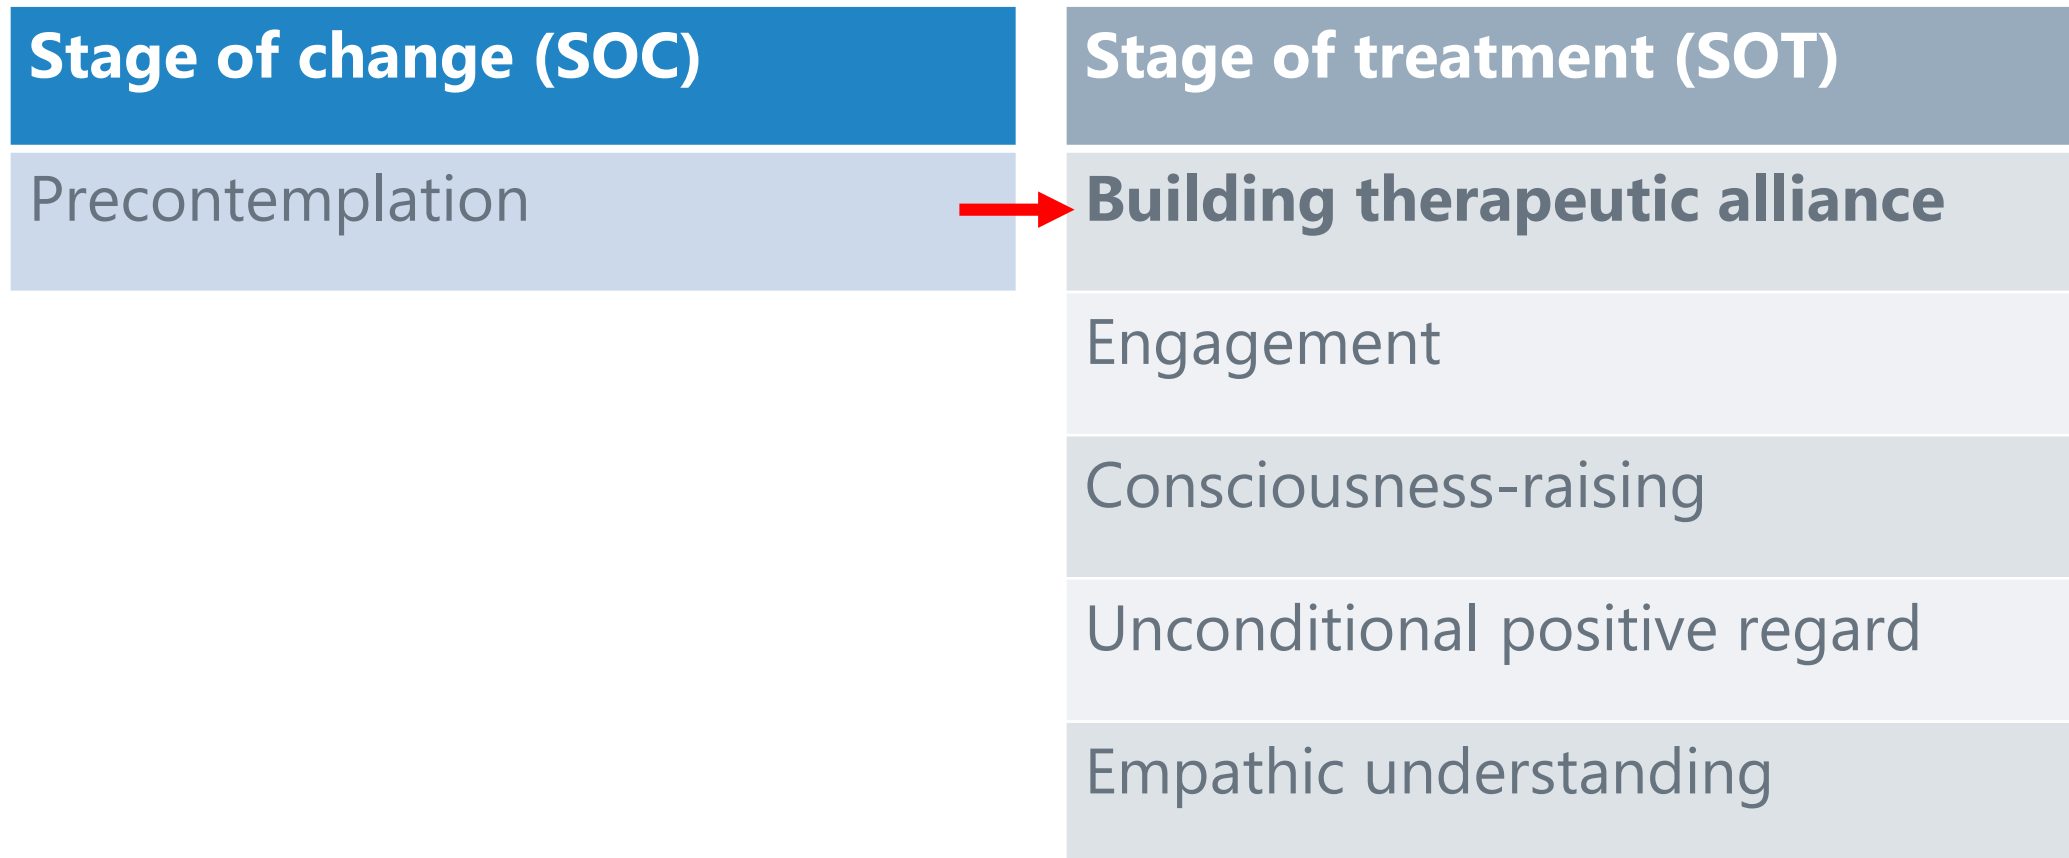 Stage of change (SOC)
Stage of treatment (SOT)
Precontemplation
Building therapeutic alliance
Engagement
Consciousness-raising
Unconditional positive regard
Empathic understanding